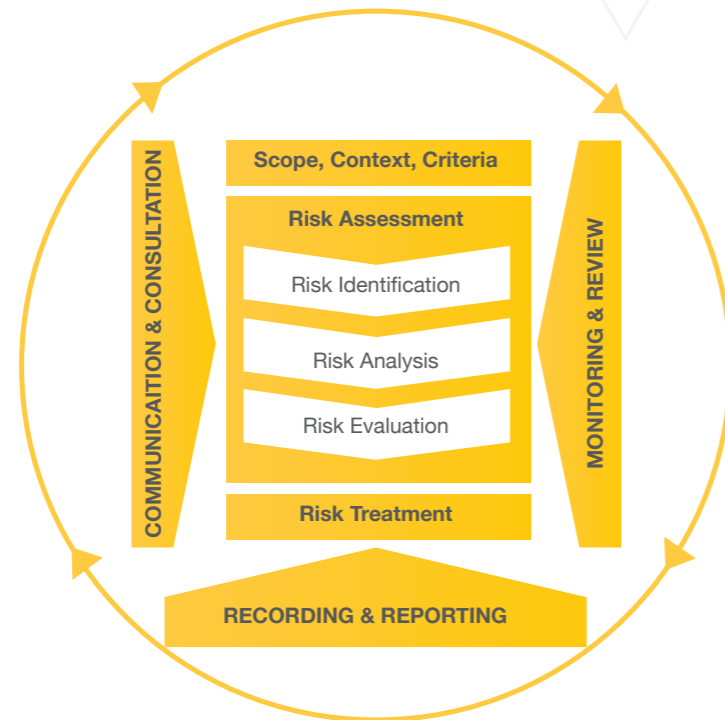 Scope, Context, Criteria
Risk Assessment
Risk Identification
Risk Analysis
Risk Evaluation
Risk Treatment
COMMUNICAITION & CONSULTATION
MONITORING & REVIEW
RECORDING & REPORTING